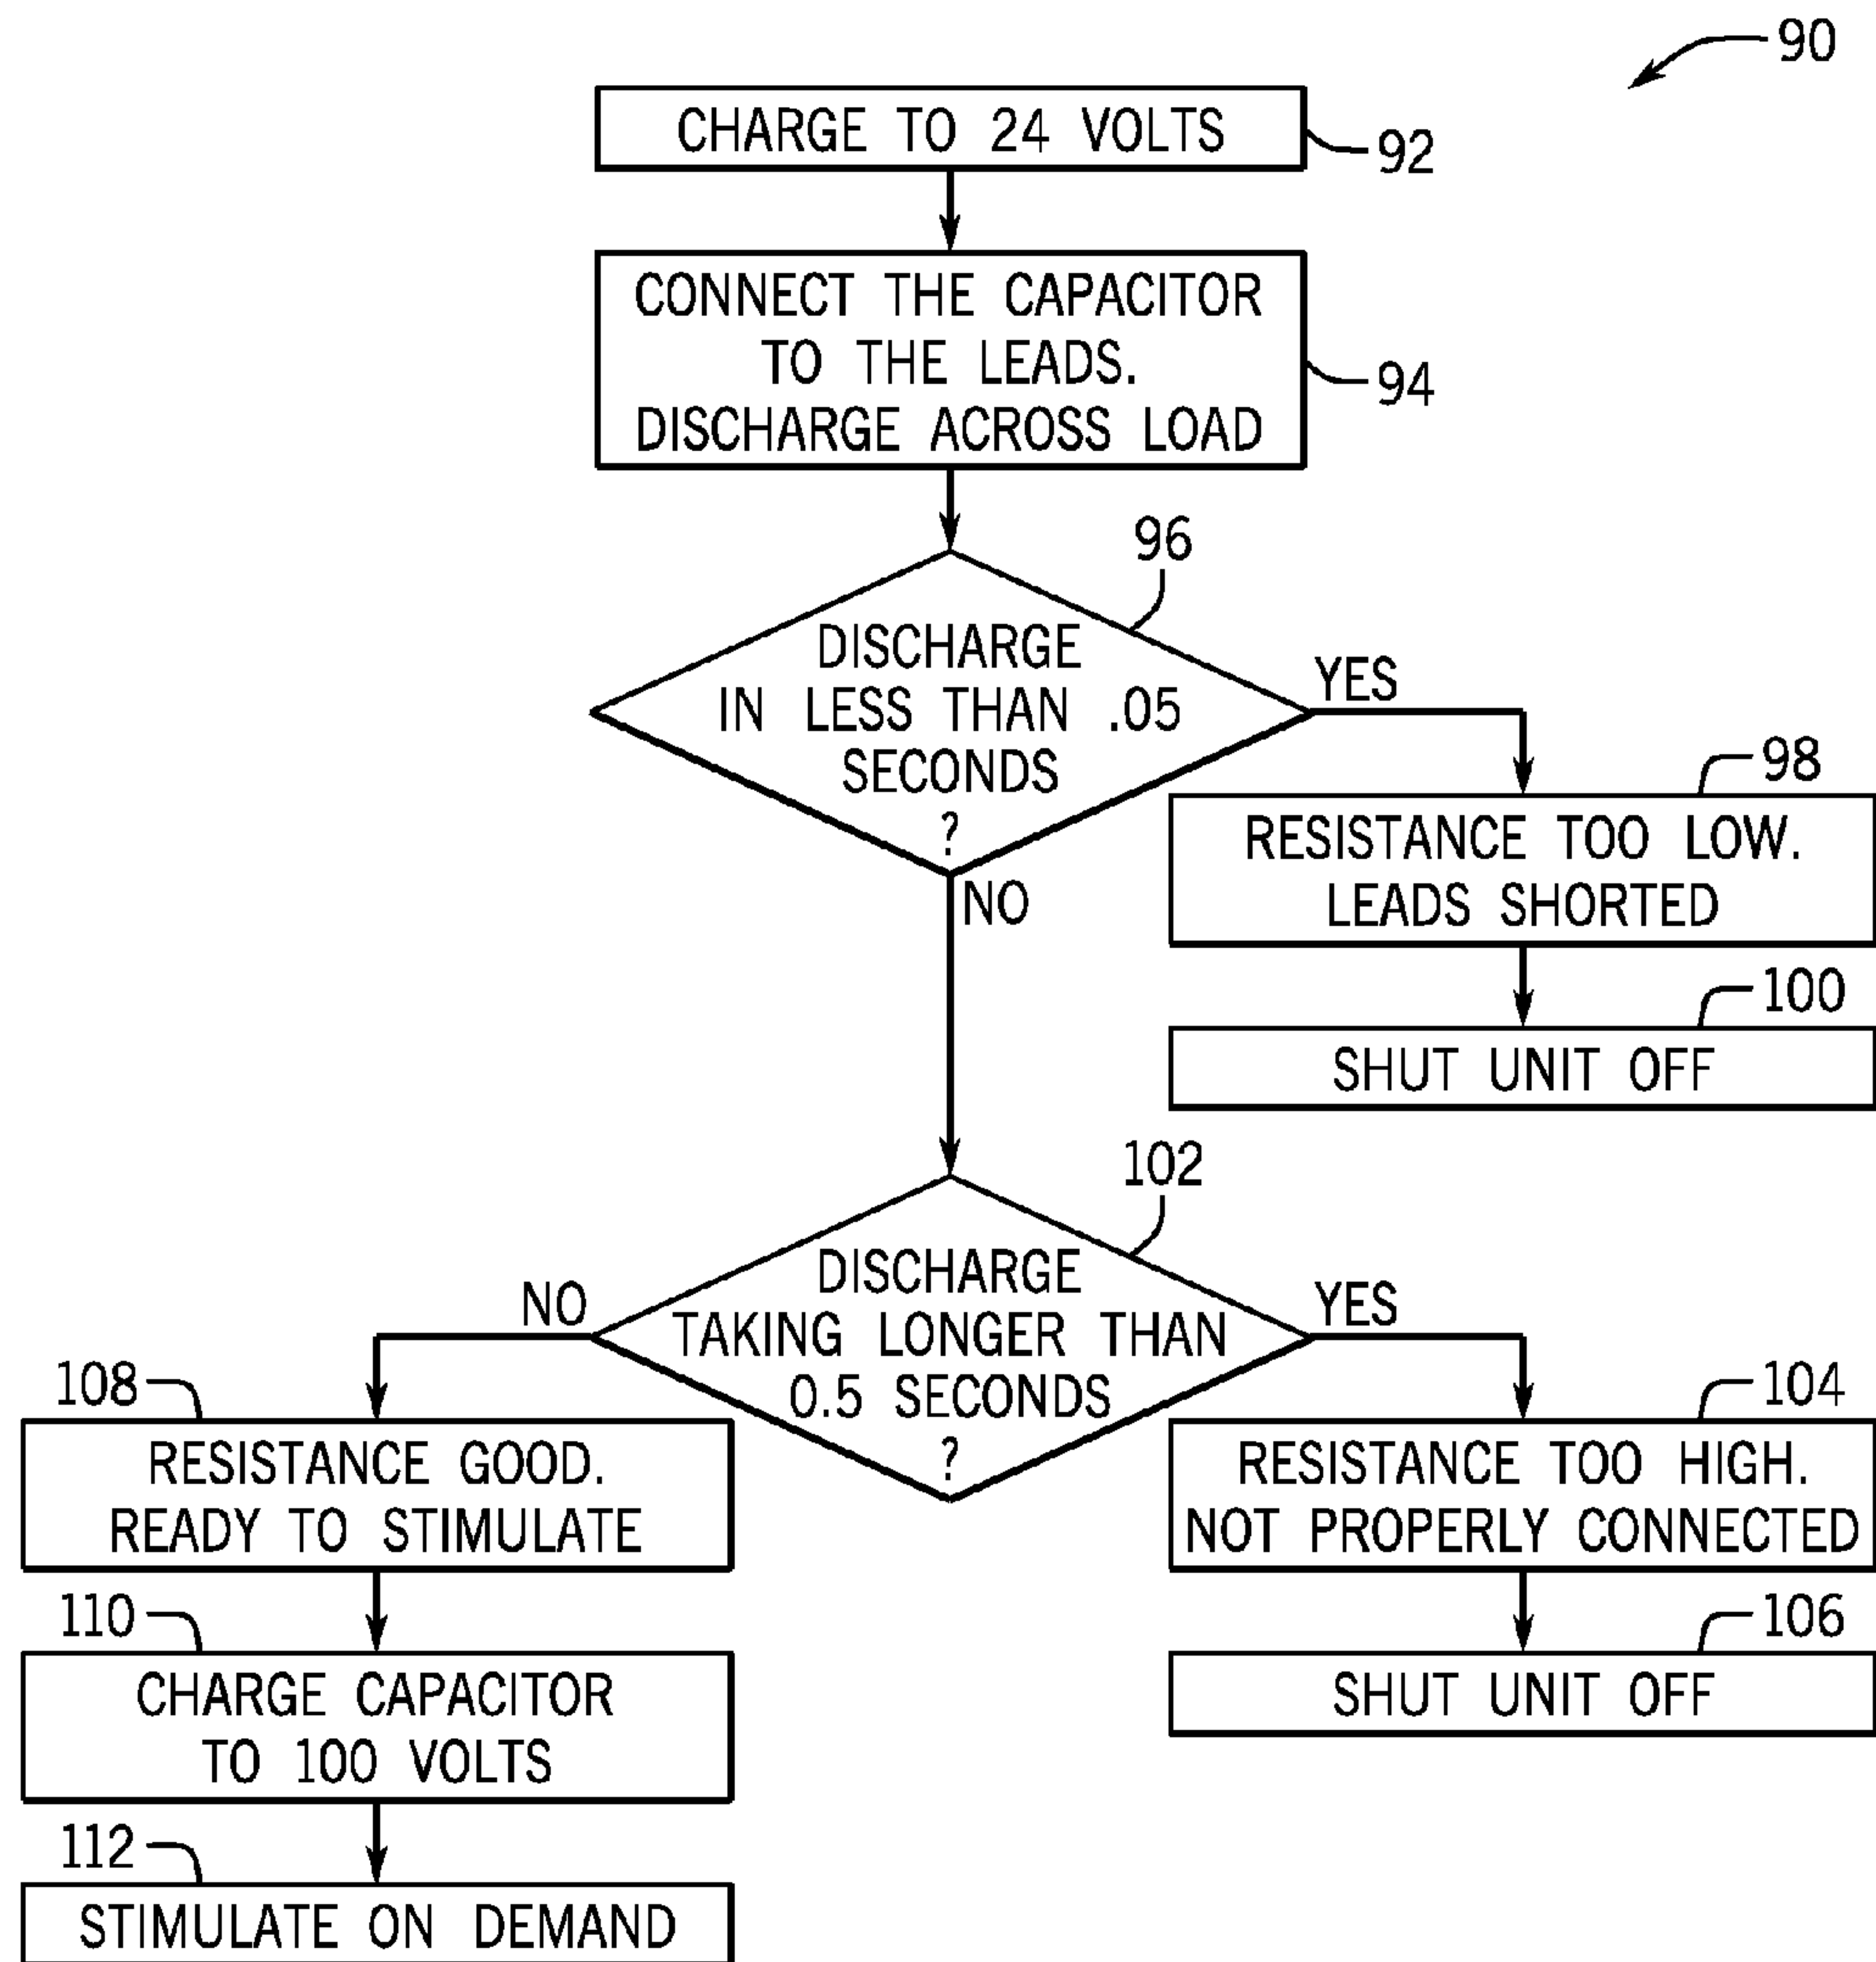 90
CHARGE TO 24 VOLTS
92
CONNECT THE CAPACITOR
TO THE LEADS.
DISCHARGE ACROSS LOAD
94
96
DISCHARGE
IN LESS THAN .05
SECONDS
?
YES
NO
98
RESISTANCE TOO LOW.
LEADS SHORTED
100
SHUT UNIT OFF
102
DISCHARGE
TAKING LONGER THAN
0.5 SECONDS
?
NO
YES
108
RESISTANCE GOOD.
READY TO STIMULATE
104
RESISTANCE TOO HIGH.
NOT PROPERLY CONNECTED
110
CHARGE CAPACITOR
TO 100 VOLTS
106
SHUT UNIT OFF
112
STIMULATE ON DEMAND